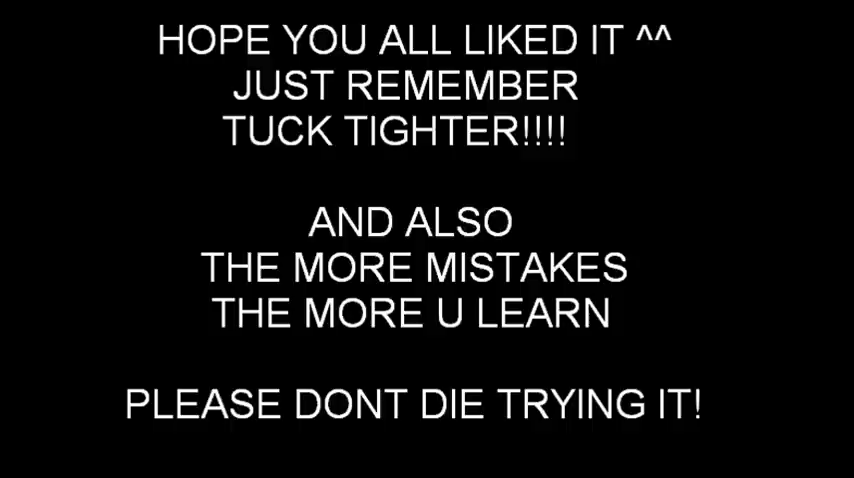 HOPE YOU ALL LIKED IT ^^
JUST REMEMBER
TUCK TIGHTER!!!!
AND ALSO
THE MORE MISTAKES
THE MORE U LEARN
PLEASE DONT DIE TRYING IT!